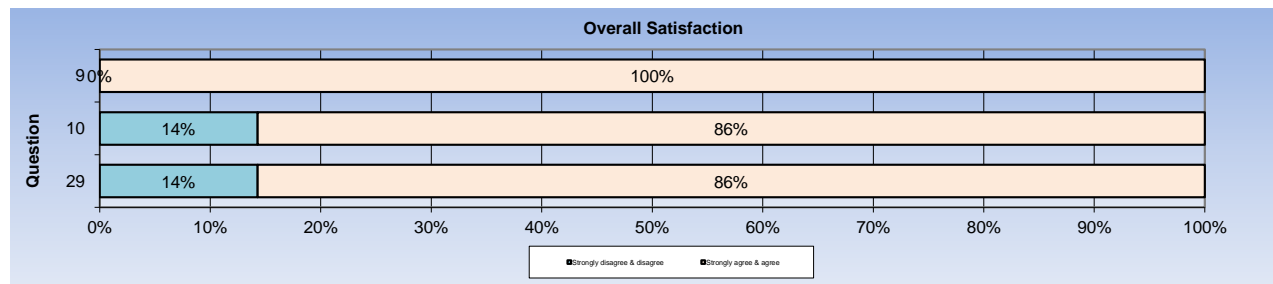 Overall Satisfaction
Question
9 0% 100%
10 14% 86%
29 14% 86%
0% 10% 20% 30% 40% 50% 60% 70% 80% 90% 100%
Strongly disagree & disagree Strongly agree & agree